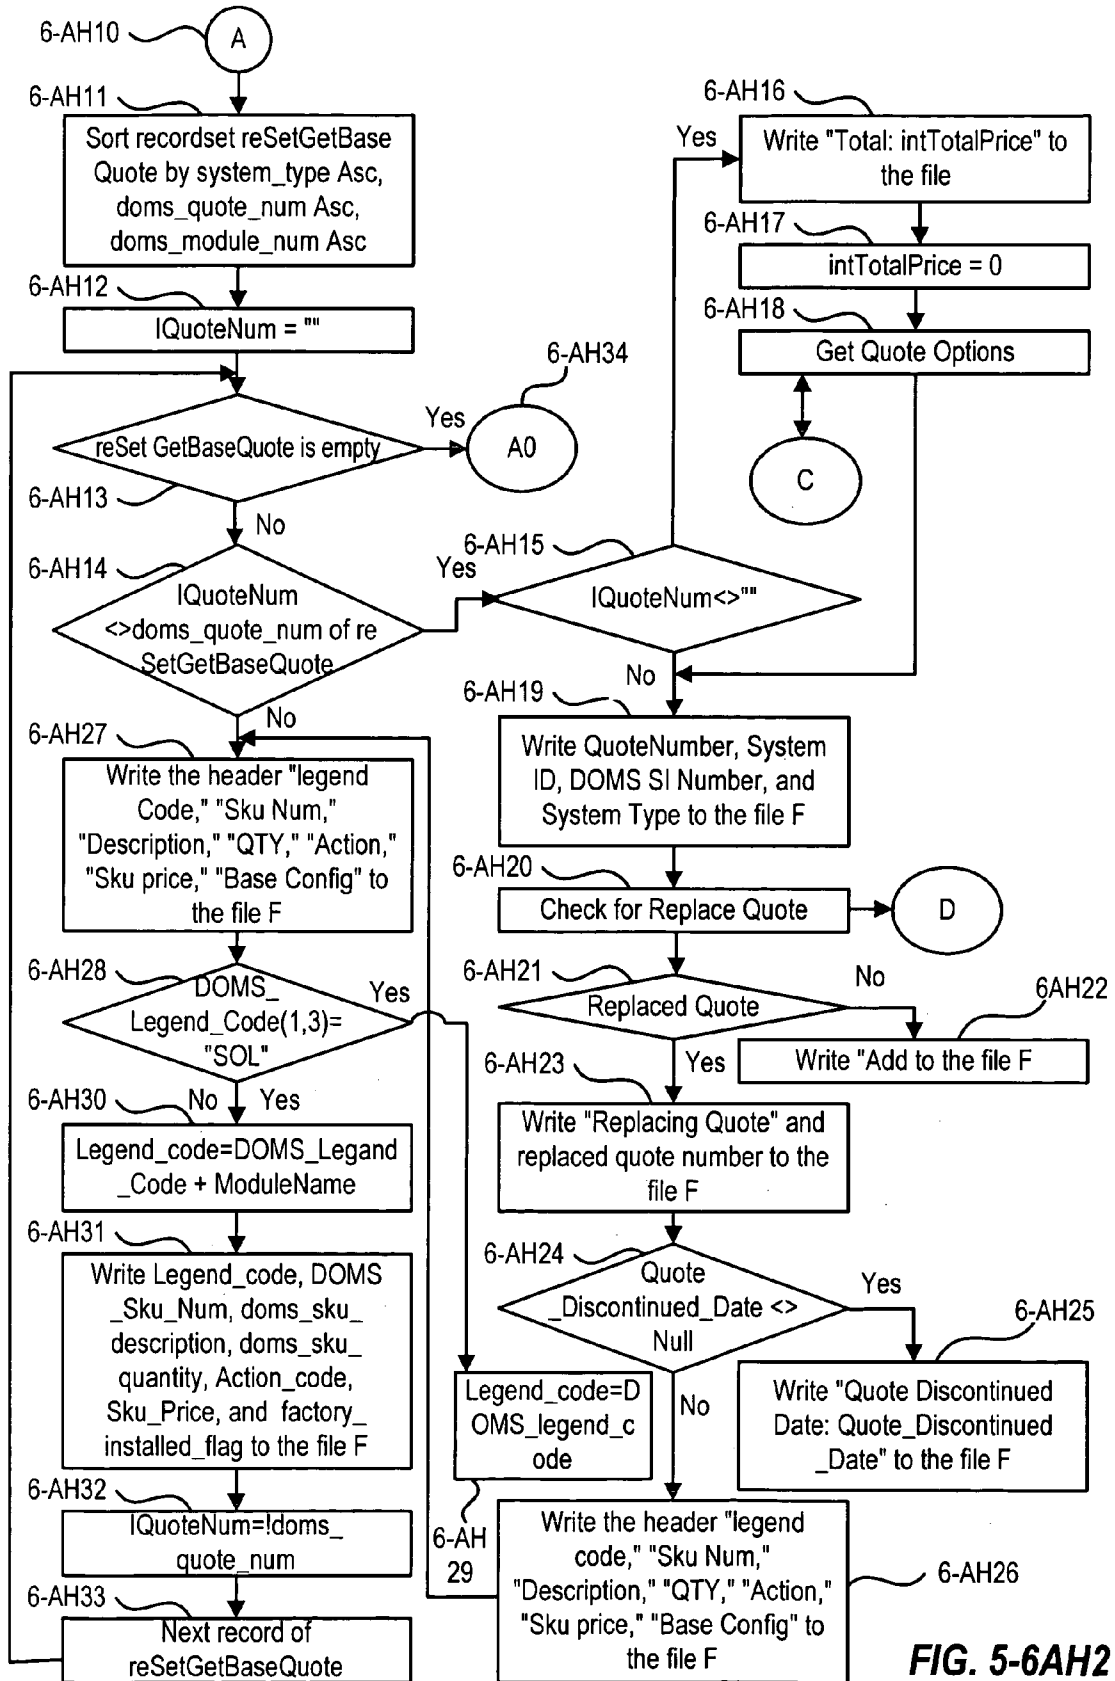 6-AH10
A
6-AH11
Sort recordset reSetGetBase
Quote by system_type Asc,
doms_quote_num Asc,
doms_module_num Asc
6-AH12
IQuoteNum = ""
6-AH34
reSet GetBaseQuote is empty
Yes
A0
6-AH13
No
6-AH14
IQuoteNum
<>doms_quote_num of re
SetGetBaseQuote
Yes
No
6-AH15
IQuoteNum<>""
Yes
No
6-AH16
Write "Total: intTotalPrice" to
the file
6-AH17
intTotalPrice = 0
6-AH18
Get Quote Options
C
6-AH19
Write QuoteNumber, System
ID, DOMS SI Number, and
System Type to the file F
6-AH20
Check for Replace Quote
D
6-AH21
Replaced Quote
No
Yes
6AH22
Write "Add to the file F
6-AH23
Write "Replacing Quote" and
replaced quote number to the
file F
6-AH24
Quote
_Discontinued_Date <>
Null
Yes
No
6-AH25
Write "Quote Discontinued
Date: Quote_Discontinued
_Date" to the file F
6-AH26
Write the header "legend
code," "Sku Num,"
"Description," "QTY," "Action,"
"Sku price," "Base Config" to
the file F
6-AH27
Write the header "legend
Code," "Sku Num,"
"Description," "QTY," "Action,"
"Sku price," "Base Config" to
the file F
6-AH28
DOMS_
Legend_Code(1,3)=
"SOL"
Yes
No
Yes
Legend_code=D
OMS_legend_c
ode
6-AH
29
6-AH30
Legend_code=DOMS_Legand
_Code + ModuleName
6-AH31
Write Legend_code, DOMS
_Sku_Num, doms_sku_
description, doms_sku_
quantity, Action_code,
Sku_Price, and factory_
installed_flag to the file F
6-AH32
IQuoteNum=!doms_
quote_num
6-AH33
Next record of
reSetGetBaseQuote
FIG. 5-6AH2